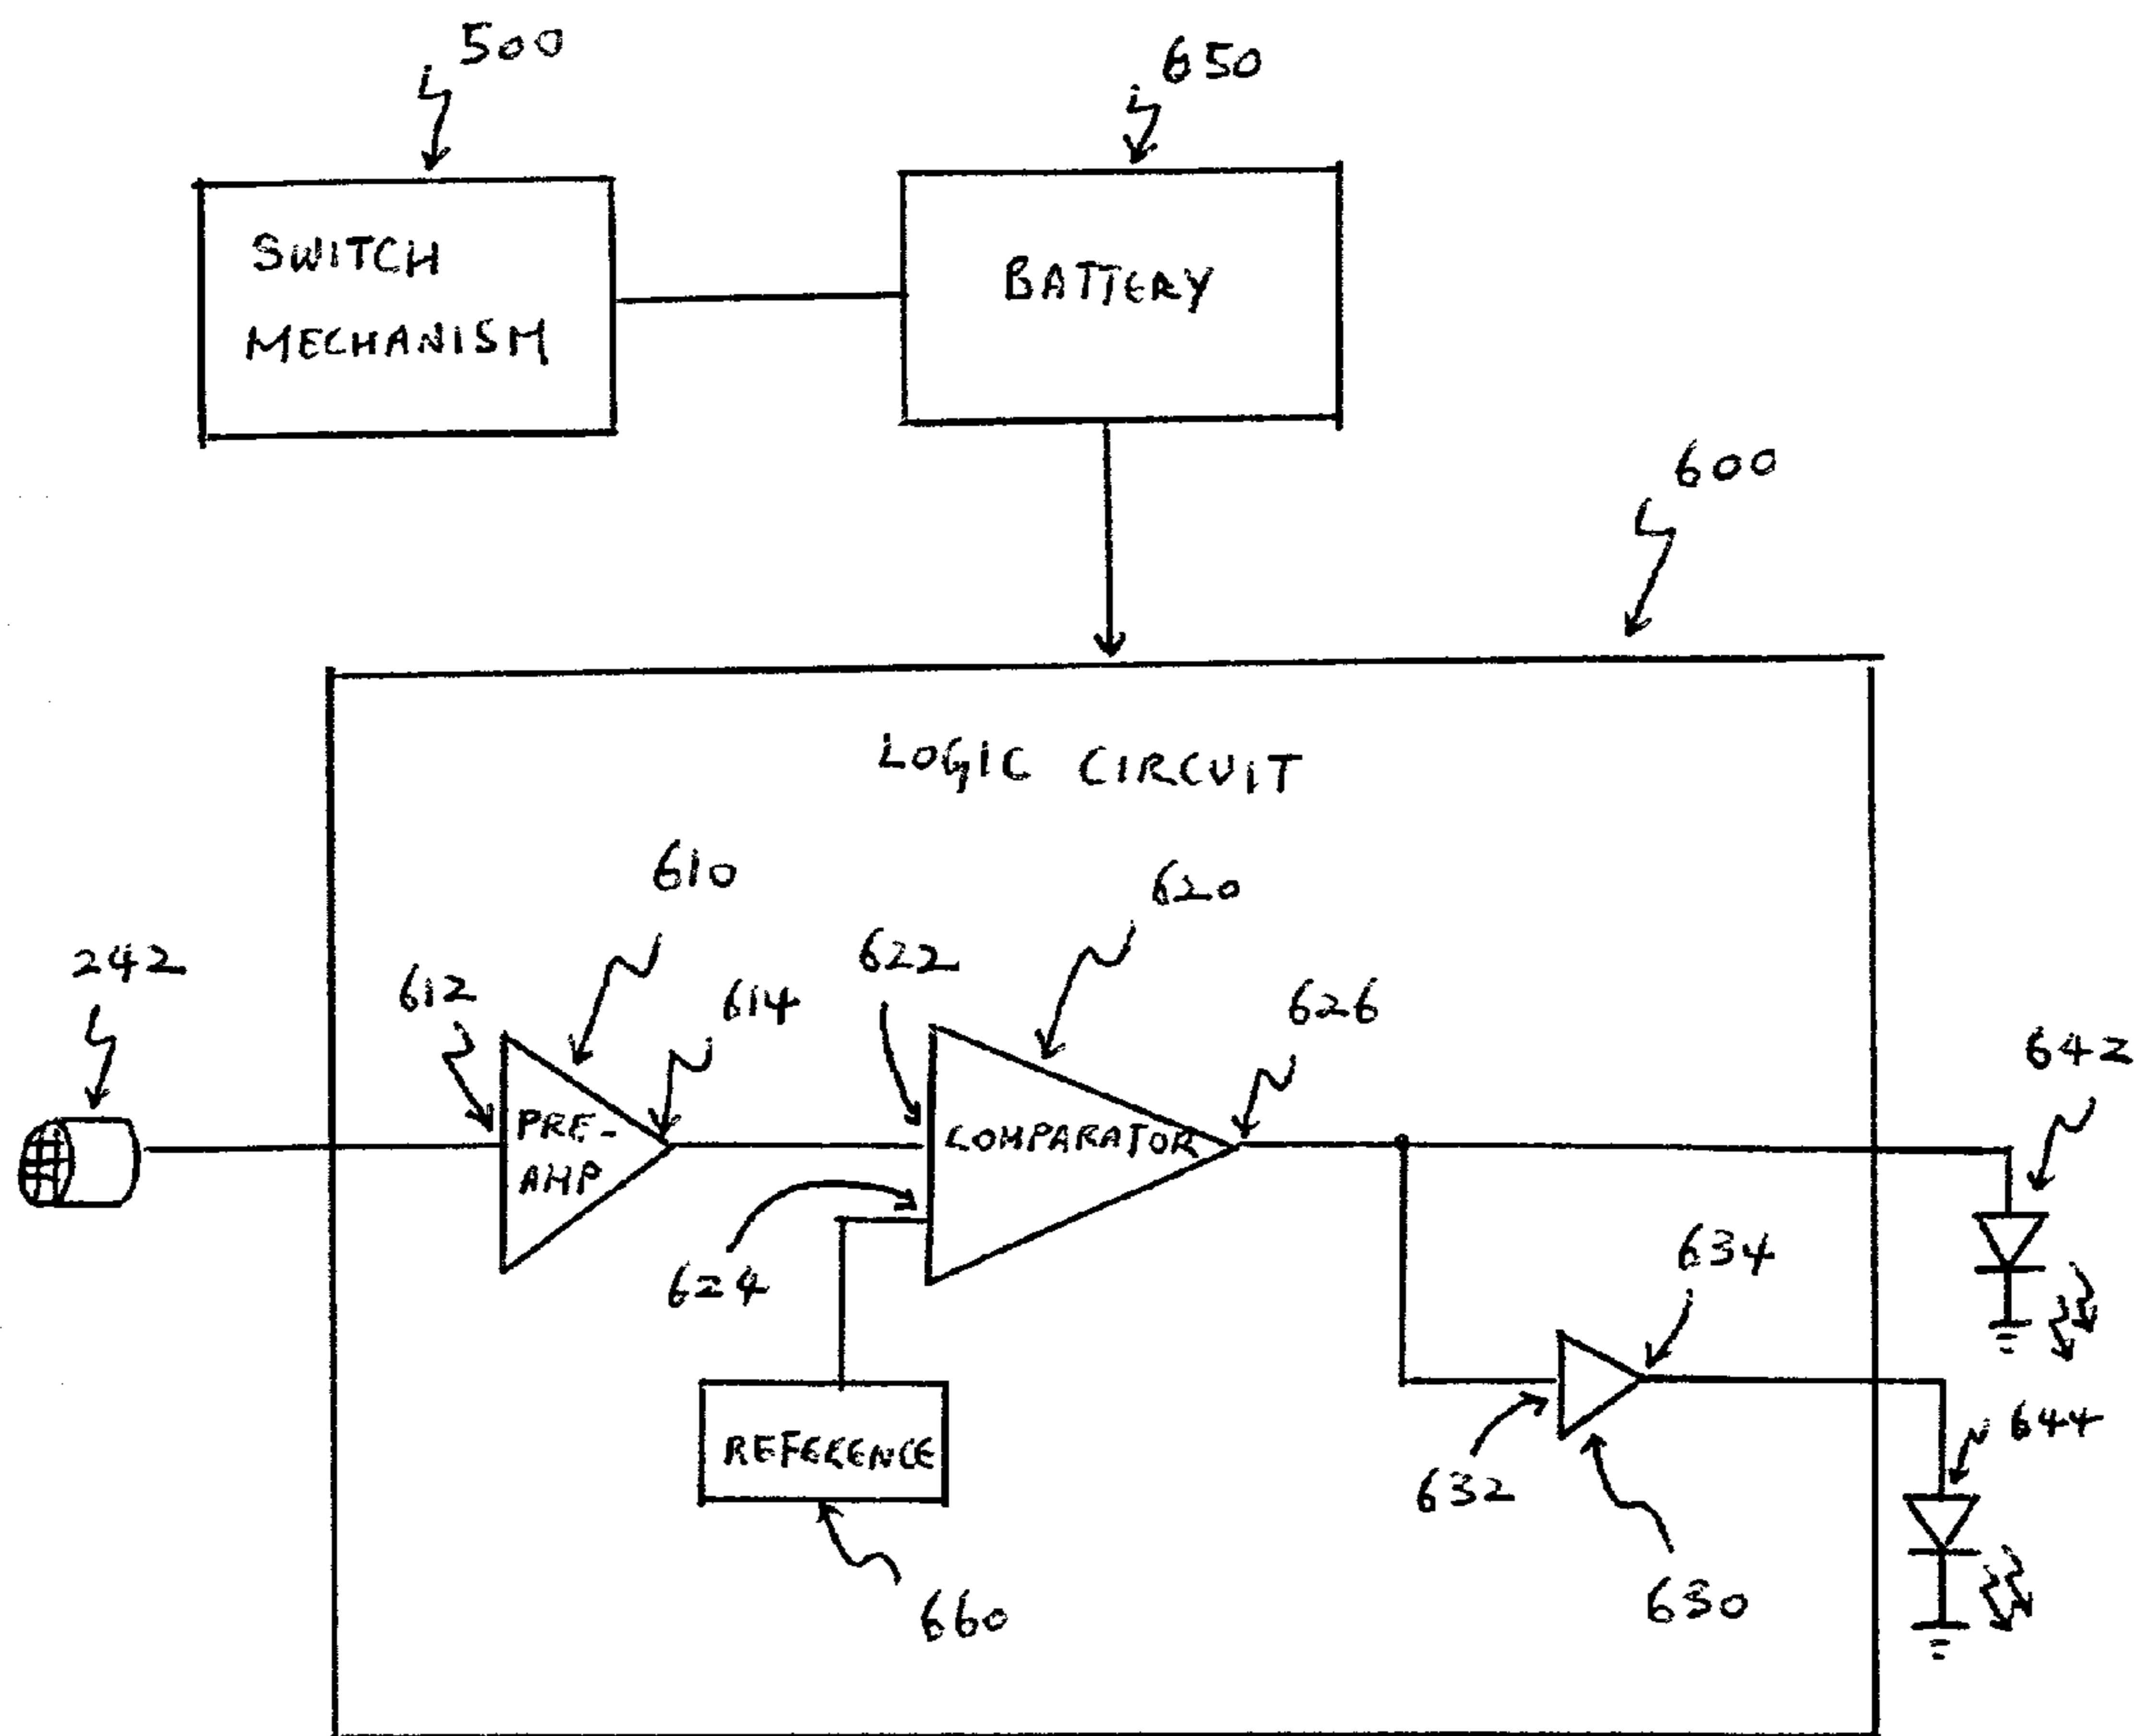 500
650
SWITCH
MECHANISM
BATTERY
600
LOGIC CIRCUIT
610
620
242
612
614
622
626
642
PRE-
AMP
COMPARATOR
624
634
REFERENCE
632
644
630
660